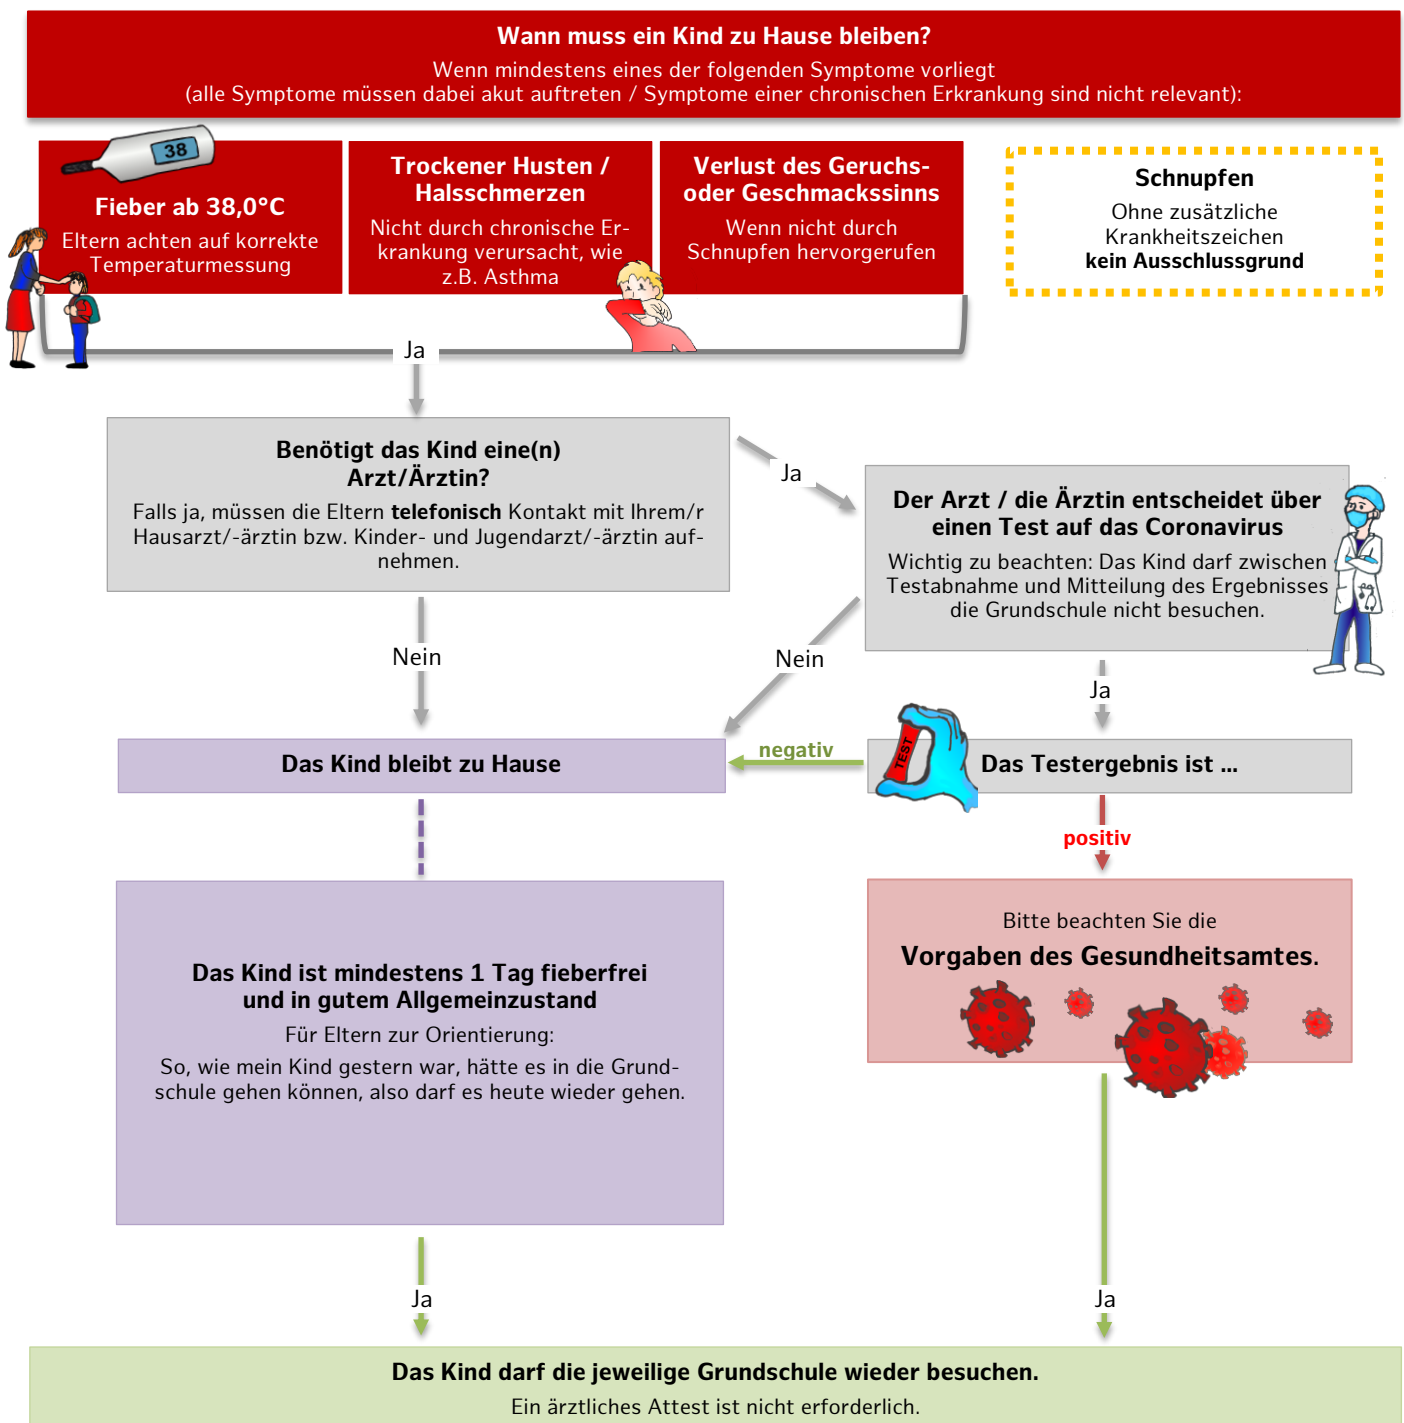 Wann muss ein Kind zu Hause bleiben?
Wenn mindestens eines der folgenden Symptome vorliegt
(alle Symptome müssen dabei akut auftreten / Symptome einer chronischen Erkrankung sind nicht relevant):
38
Fieber ab 38,0°C
Eltern achten auf korrekte
Temperaturmessung
Trockener Husten /
Halsschmerzen
Nicht durch chronische Er-
krankung verursacht, wie
z.B. Asthma
Verlust des Geruchs-
oder Geschmackssinns
Wenn nicht durch
Schnupfen hervorgerufen
Schnupfen
Ohne zusätzliche
Krankheitszeichen
kein Ausschlussgrund
Ja
Benötigt das Kind eine(n)
Arzt/Ärztin?
Falls ja, müssen die Eltern telefonisch Kontakt mit Ihrem/r
Hausarzt/-ärztin bzw. Kinder- und Jugendarzt/-ärztin auf-
nehmen.
Ja
Der Arzt / die Ärztin entscheidet über
einen Test auf das Coronavirus
Wichtig zu beachten: Das Kind darf zwischen
Testabnahme und Mitteilung des Ergebnisses
die Grundschule nicht besuchen.
Nein
Nein
Ja
Das Kind bleibt zu Hause
negativ
TEST
Das Testergebnis ist ...
positiv
Das Kind ist mindestens 1 Tag fieberfrei
und in gutem Allgemeinzustand
Für Eltern zur Orientierung:
So, wie mein Kind gestern war, hätte es in die Grund-
schule gehen können, also darf es heute wieder gehen.
Bitte beachten Sie die
Vorgaben des Gesundheitsamtes.
Ja
Ja
Das Kind darf die jeweilige Grundschule wieder besuchen.
Ein ärztliches Attest ist nicht erforderlich.